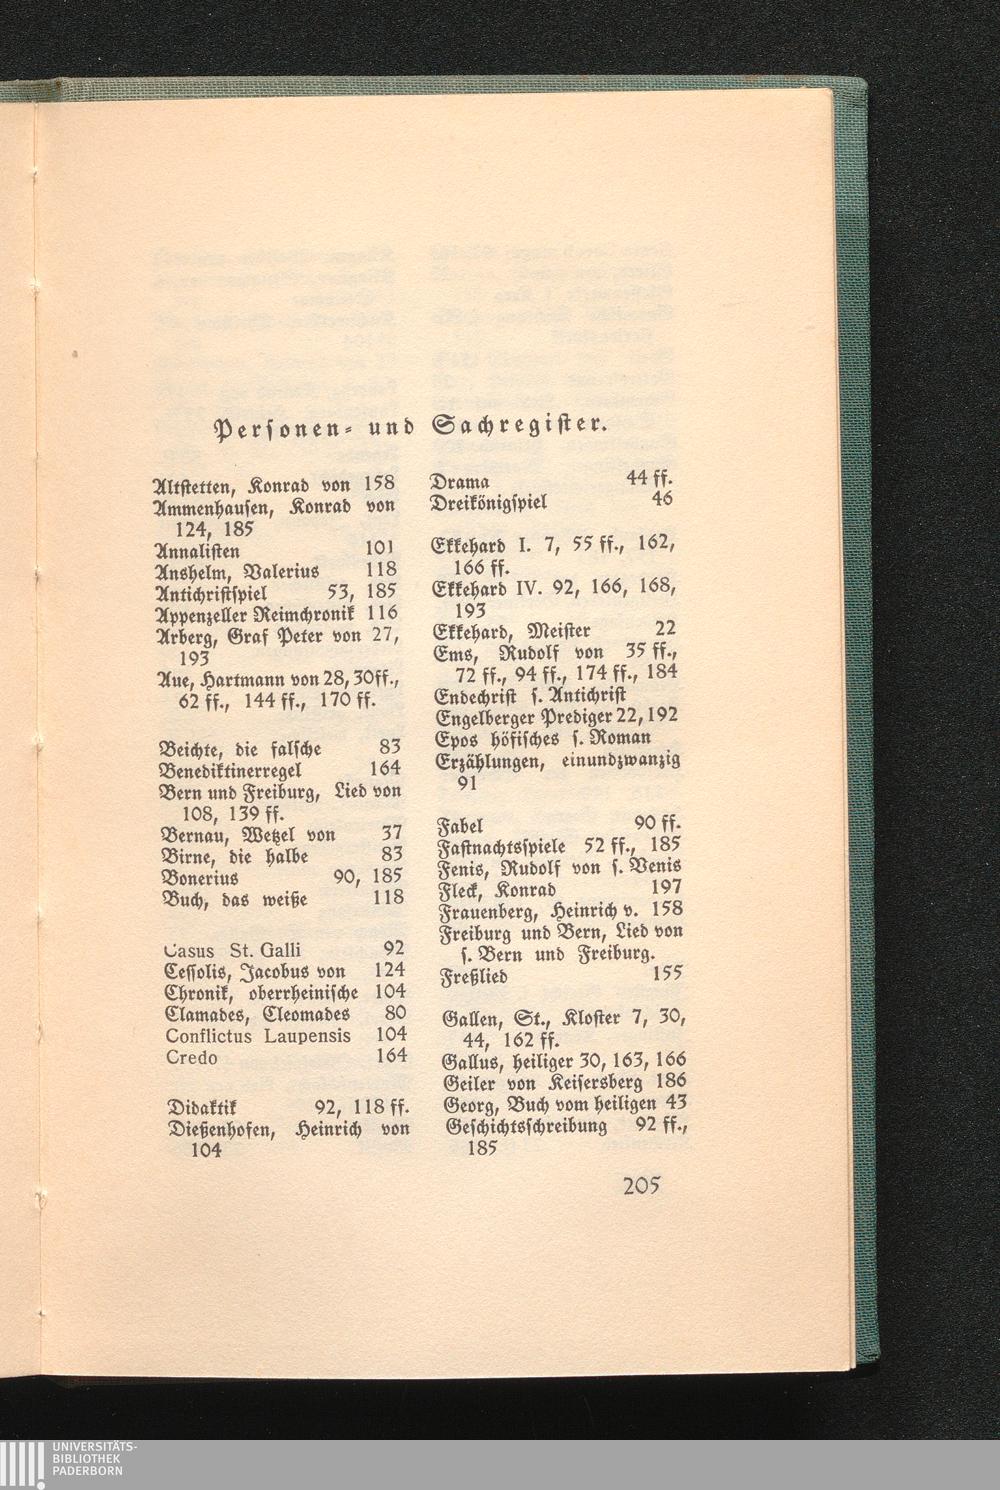 Personen- und Sachregister.
Altstetten, Konrad von 158
Ammenhausen, Konrad von
124, 185
Annalisten 101
Anshelm, Valerius 118
Antichristspiel 53, 185
Appenzeller Reimchronik 116
Arberg, Graf Peter von 27,
193
Aue, Hartmann von 28, 30ff.,
62 ff., 144 ff., 170 ff.
Beichte, die falsche 83
Benediktinerregel 164
Bern und Freiburg, Lied von
108, 139 ff.
Bernau, Wetzel von 37
Birne, die halbe 83
Bonerius 90, 185
Buch, das weiße 118
Casus St. Galli 92
Cessolis, Jacobus von 124
Chronik, oberrheinische 104
Clamades, Cleomades 80
Conflictus Laupensis 104
Credo 164
Didaktik 92, 118 ff.
Dießenhofen, Heinrich von
104
Drama 44 ff.
Dreikönigspiel 46
Ekkehard I. 7, 55 ff., 162,
166 ff.
Ekkehard IV. 92, 166, 168,
193
Ekkehard, Meister 22
Ems, Rudolf von 35 ff.,
72 ff., 94 ff., 174 ff., 184
Endechrist s. Antichrist
Engelberger Prediger 22, 192
Epos höfisches s. Roman
Erzählungen, einundzwanzig
91
Fabel 90 ff.
Fastnachtsspiele 52 ff., 185
Fenis, Rudolf von s. Venis
Fleck, Konrad 197
Frauenberg, Heinrich v. 158
Freiburg und Bern, Lied von
s. Bern und Freiburg.
Freßlied 155
Gallen, St., Kloster 7, 30,
44, 162 ff.
Gallus, heiliger 30, 163, 166
Geiler von Keisersberg 186
Georg, Buch vom heiligen 43
Geschichtsschreibung 92 ff.,
185
205
UNIVERSITÄTS-
BIBLIOTHEK
PADERBORN